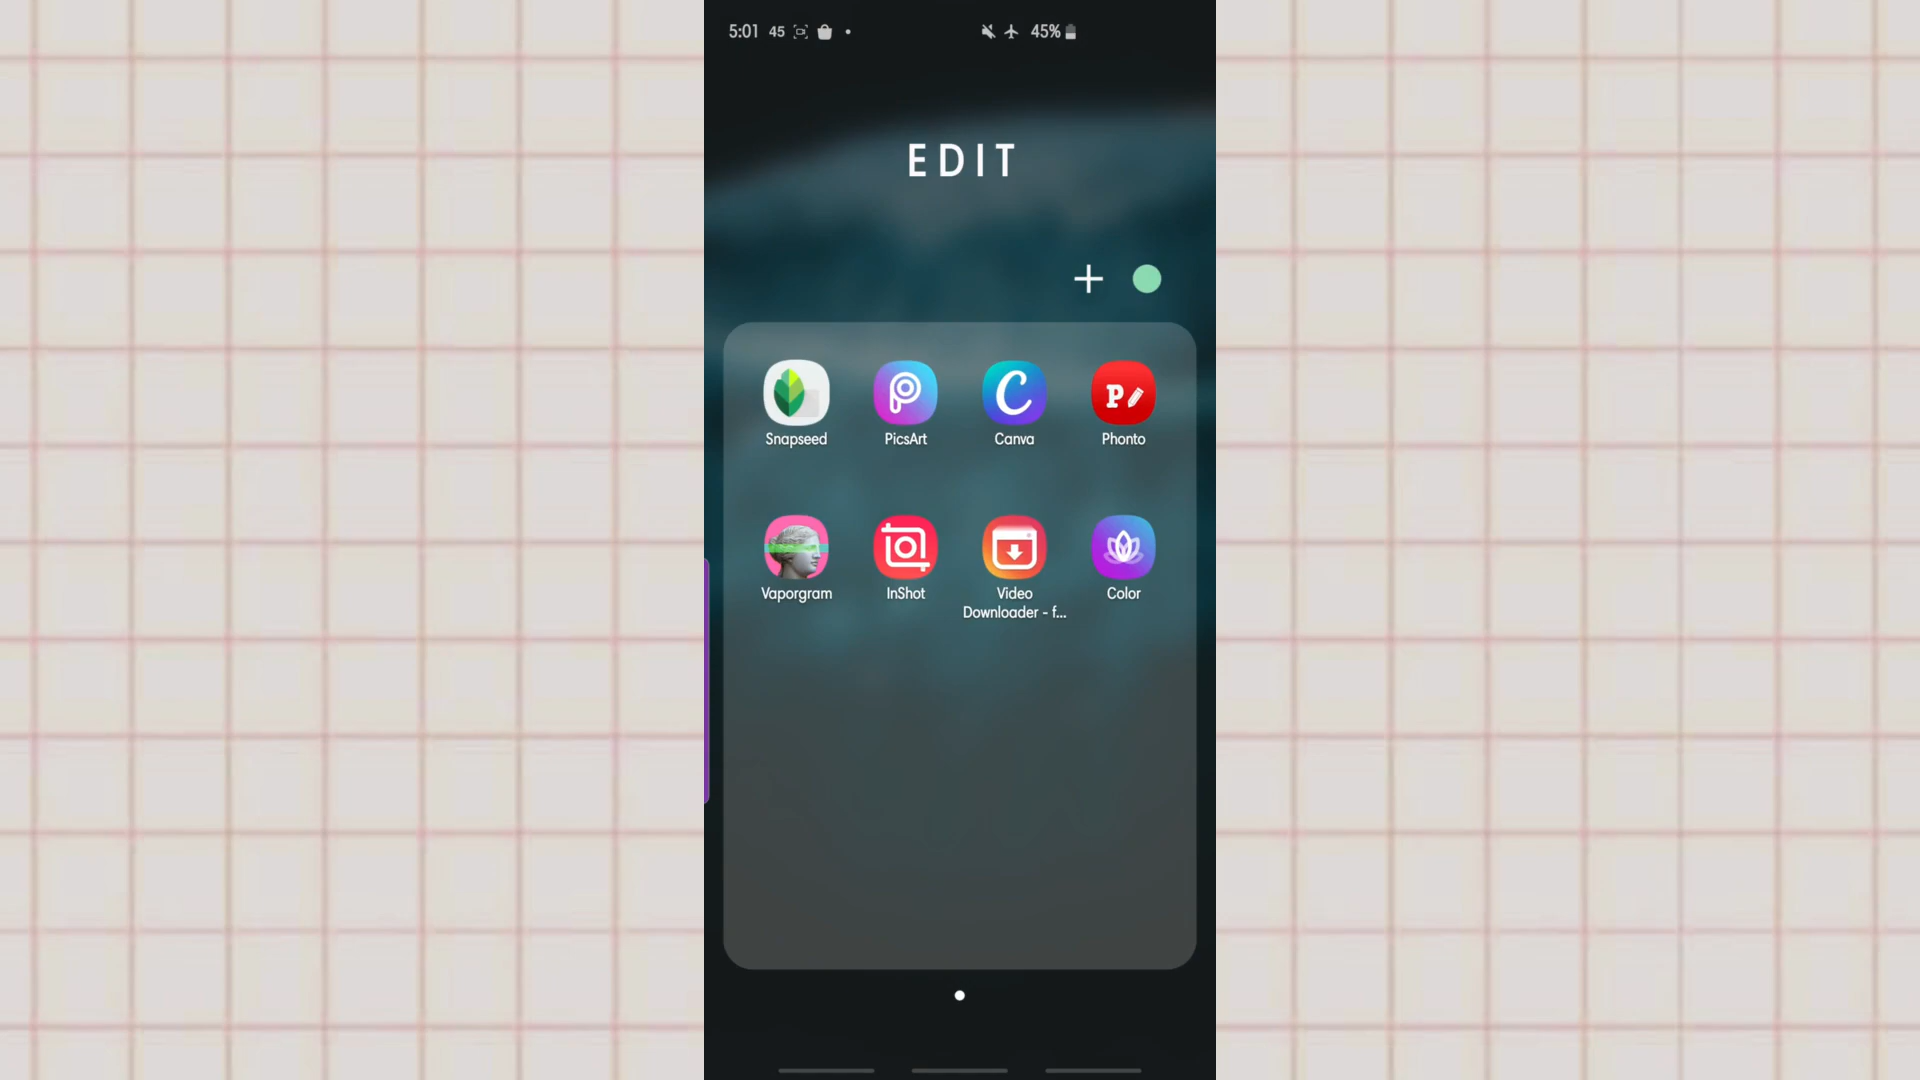 5:01 45 45%
EDIT
Snapseed PicsArt Canva Phonto
Vaporgram InShot Video Downloader - f... Color